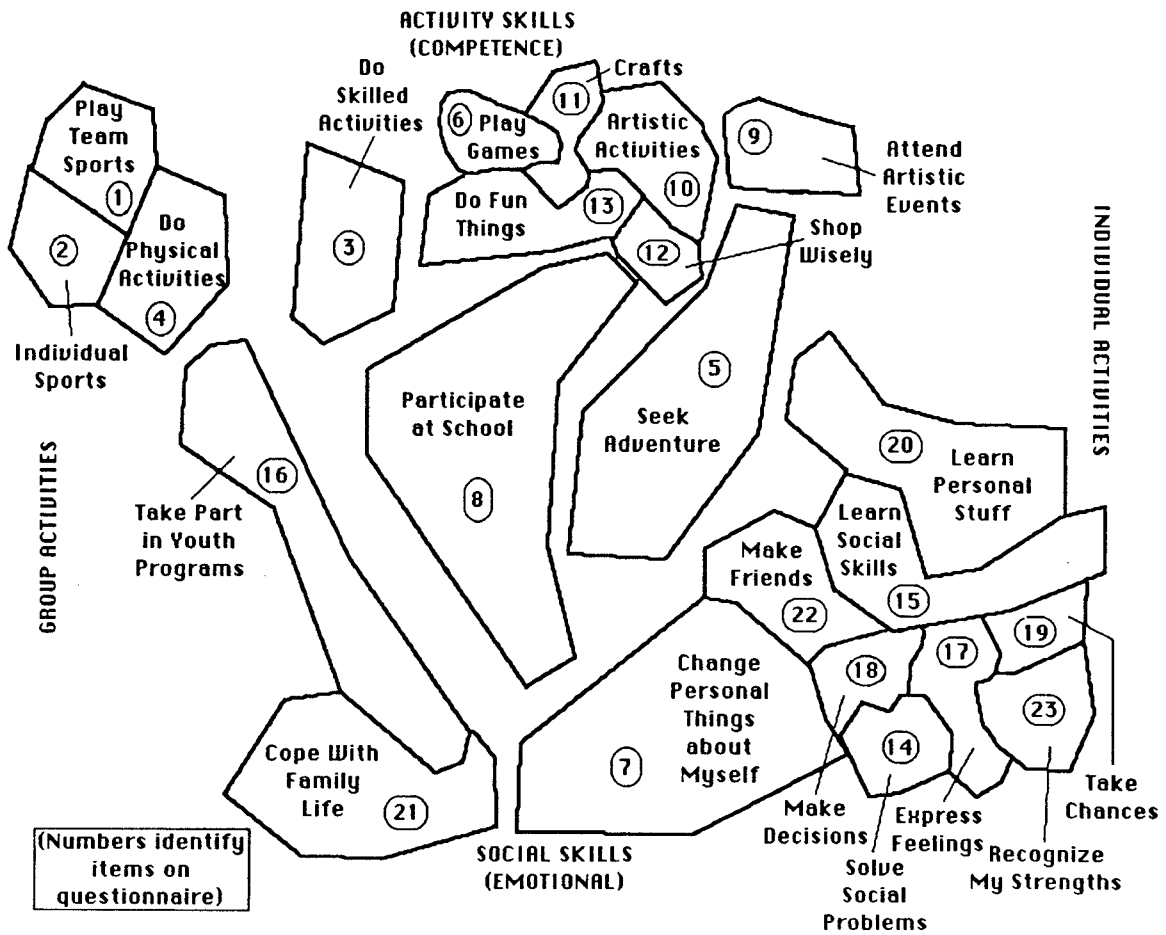 ACTIVITY SKILLS
(COMPETENCE)
Do
Skilled
Activities
Crafts
11
6
Play
Games
Artistic
Activities
10
9
Attend
Artistic
Events
Play
Team
Sports
1
2
Do
Physical
Activities
4
Individual
Sports
3
Do Fun
Things
13
12
Shop
Wisely
INDIVIDUAL ACTIVITIES
5
Seek
Adventure
Participate
at School
8
16
Take Part
in Youth
Programs
GROUP ACTIVITIES
20
Learn
Personal
Stuff
Learn
Social
Skills
15
Make
Friends
22
19
17
18
23
14
Change
Personal
Things
about
Myself
7
Cope With
Family
Life
21
Make
Decisions
Solve
Social
Problems
Express
Feelings
Recognize
My Strengths
Take
Chances
SOCIAL SKILLS
(EMOTIONAL)
(Numbers identify
items on
questionnaire)